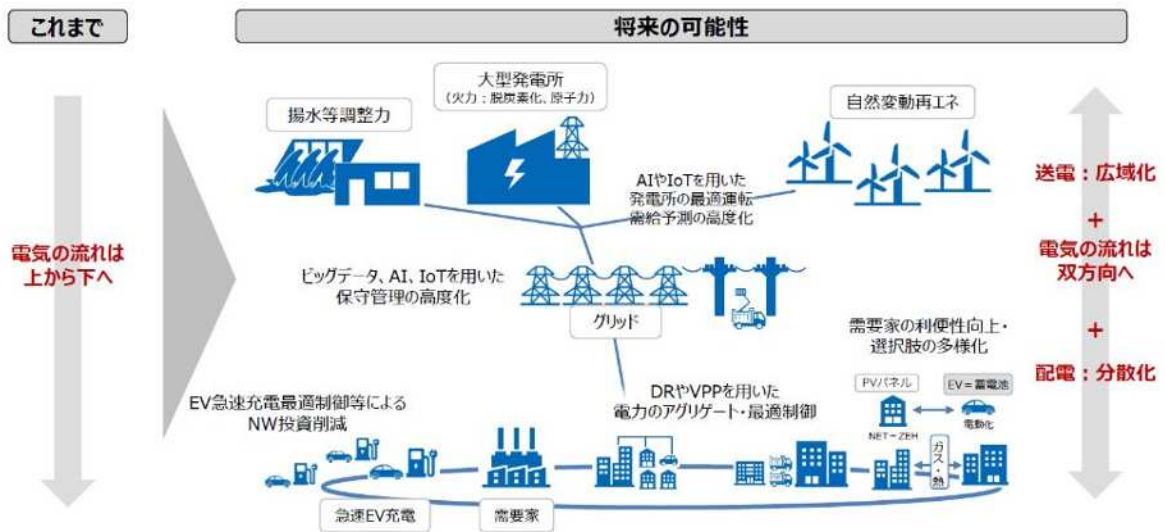 これまで
将来の可能性
電気の流れは
上から下へ
揚水等調整力
大型発電所
(火力：脱炭素化、原子力)
自然変動再エネ
AIやIoTを用いた
発電所の最適運転
需給予測の高度化
ビッグデータ、AI、IoTを用いた
保守管理の高度化
グリッド
送電：広域化
+
電気の流れは
双方向へ
+
配電：分散化
需要家の利便性向上・
選択肢の多様化
PVパネル
EV＝蓄電池
電動化
NET－ZEH
ガス・熱
DRやVPPを用いた
電力のアグリゲート・最適制御
EV急速充電最適制御等による
NW投資削減
急速EV充電
需要家